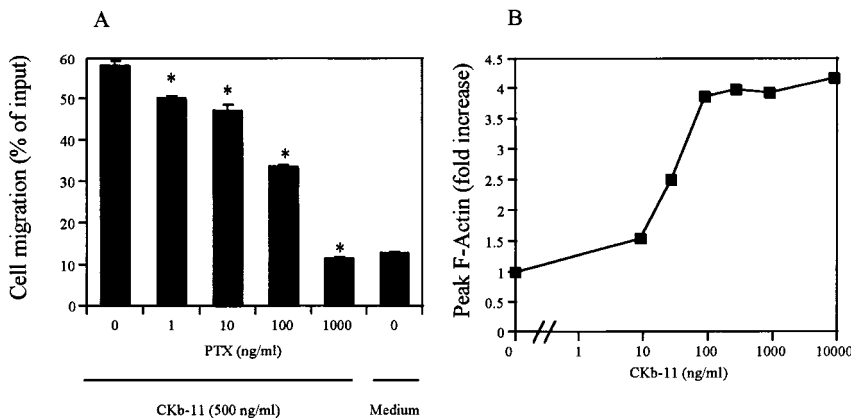 A
Cell migration (% of input)
60
50
40
30
20
10
0
*
*
*
*
0 1 10 100 1000 0
PTX (ng/ml)
CKb-11 (500 ng/ml) Medium
B
Peak F-Actin (fold increase)
4.5
4
3.5
3
2.5
2
1.5
1
0.5
0
0 1 10 100 1000 10000
CKb-11 (ng/ml)